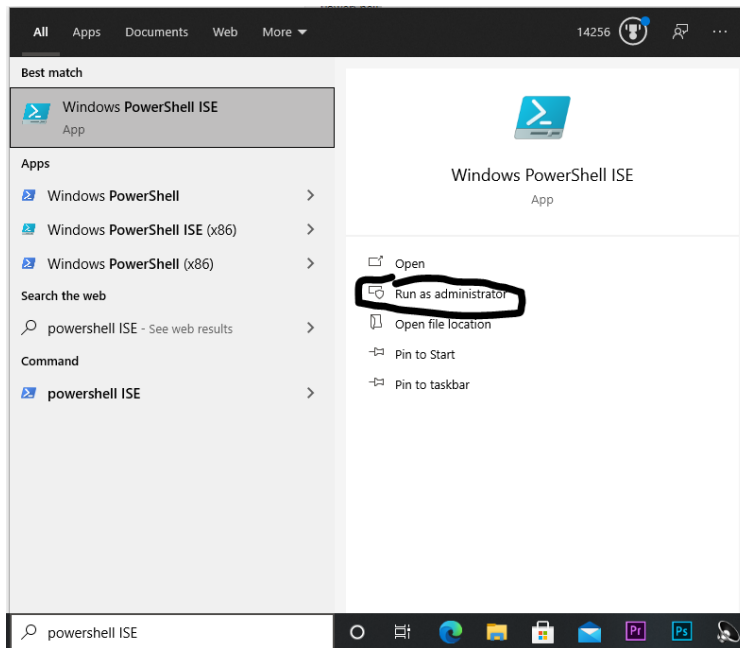 All Apps Documents Web More 14256
Best match
Windows PowerShell ISE
App
Apps
Windows PowerShell
Windows PowerShell ISE (x86)
Windows PowerShell (x86)
Search the web
powershell ISE - See web results
Command
powershell ISE
Windows PowerShell ISE
App
Open
Run as administrator
Open file location
Pin to Start
Pin to taskbar
powershell ISE
Pr Ps